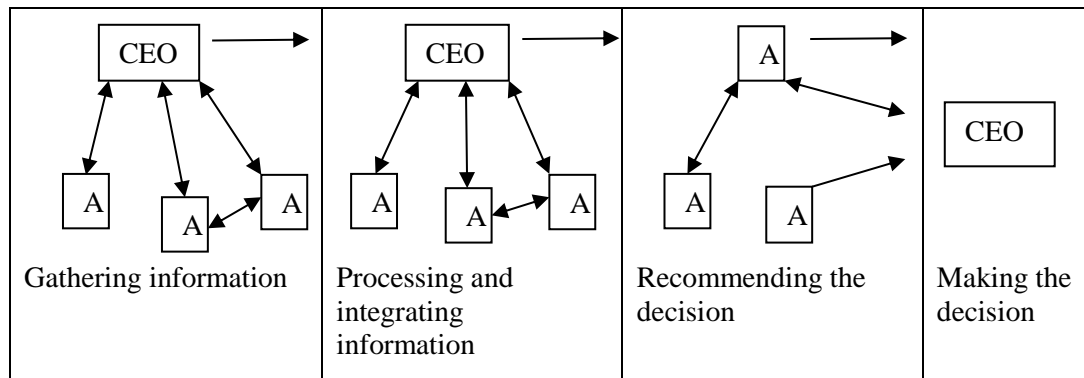 CEO
A
A
A
Gathering information
CEO
A
A
A
Processing and
integrating
information
A
A
A
Recommending the
decision
CEO
Making the
decision